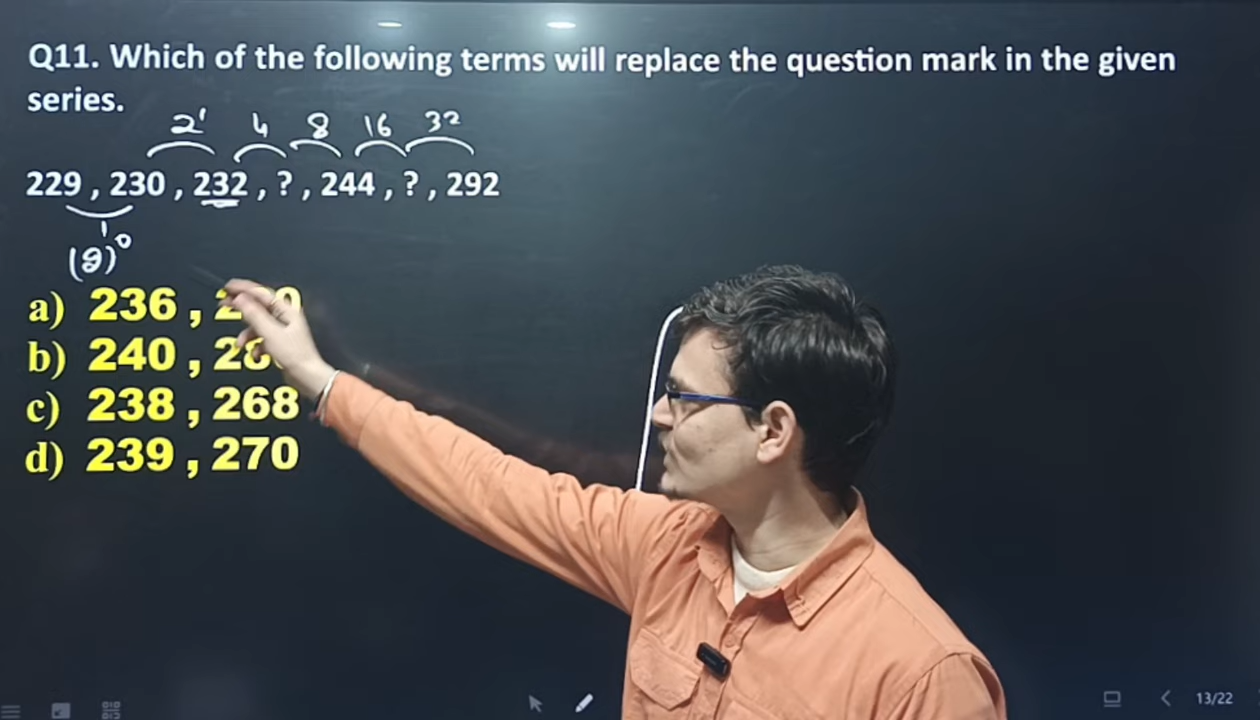 Q11. Which of the following terms will replace the question mark in the given
series.
2¹ 4 8 16 32
229 , 230 , 232 , ? , 244 , ? , 292
1
(2)⁰
a) 236 ,
b) 240 ,
c) 238 , 268
d) 239 , 270
13/22